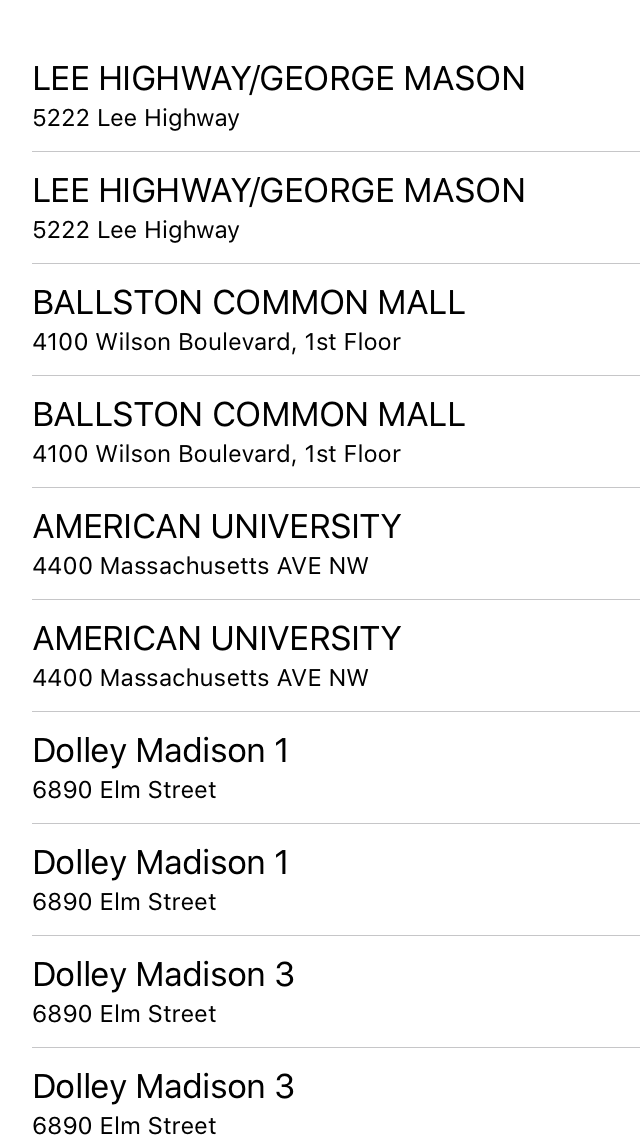 LEE HIGHWAY/GEORGE MASON
5222 Lee Highway
LEE HIGHWAY/GEORGE MASON
5222 Lee Highway
BALLSTON COMMON MALL
4100 Wilson Boulevard, 1st Floor
BALLSTON COMMON MALL
4100 Wilson Boulevard, 1st Floor
AMERICAN UNIVERSITY
4400 Massachusetts AVE NW
AMERICAN UNIVERSITY
4400 Massachusetts AVE NW
Dolley Madison 1
6890 Elm Street
Dolley Madison 1
6890 Elm Street
Dolley Madison 3
6890 Elm Street
Dolley Madison 3
6890 Elm Street